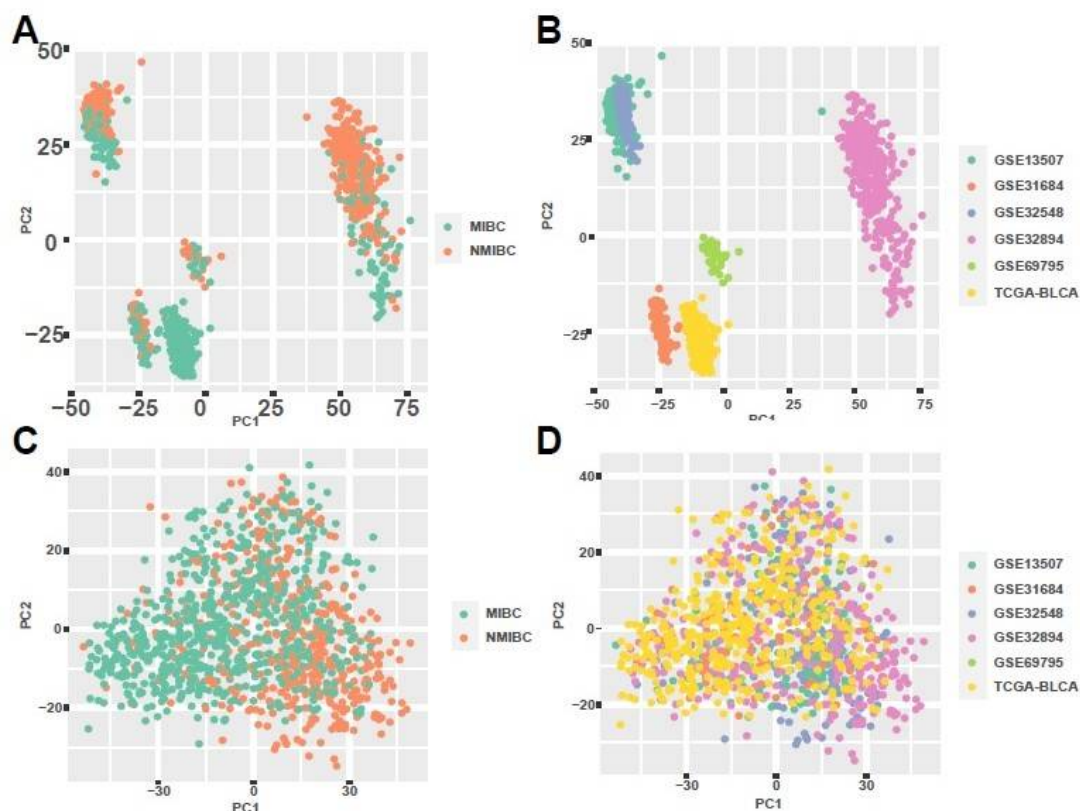 A
50
25
0
−25
PC2
−50
−25
0
25
50
75
PC1
MIBC
NMIBC
B
50
25
0
−25
PC2
−50
−25
0
25
50
75
PC1
GSE13507
GSE31684
GSE32548
GSE32894
GSE69795
TCGA-BLCA
C
40
20
0
−20
PC2
−30
0
30
PC1
MIBC
NMIBC
D
40
20
0
−20
PC2
−30
0
30
PC1
GSE13507
GSE31684
GSE32548
GSE32894
GSE69795
TCGA-BLCA